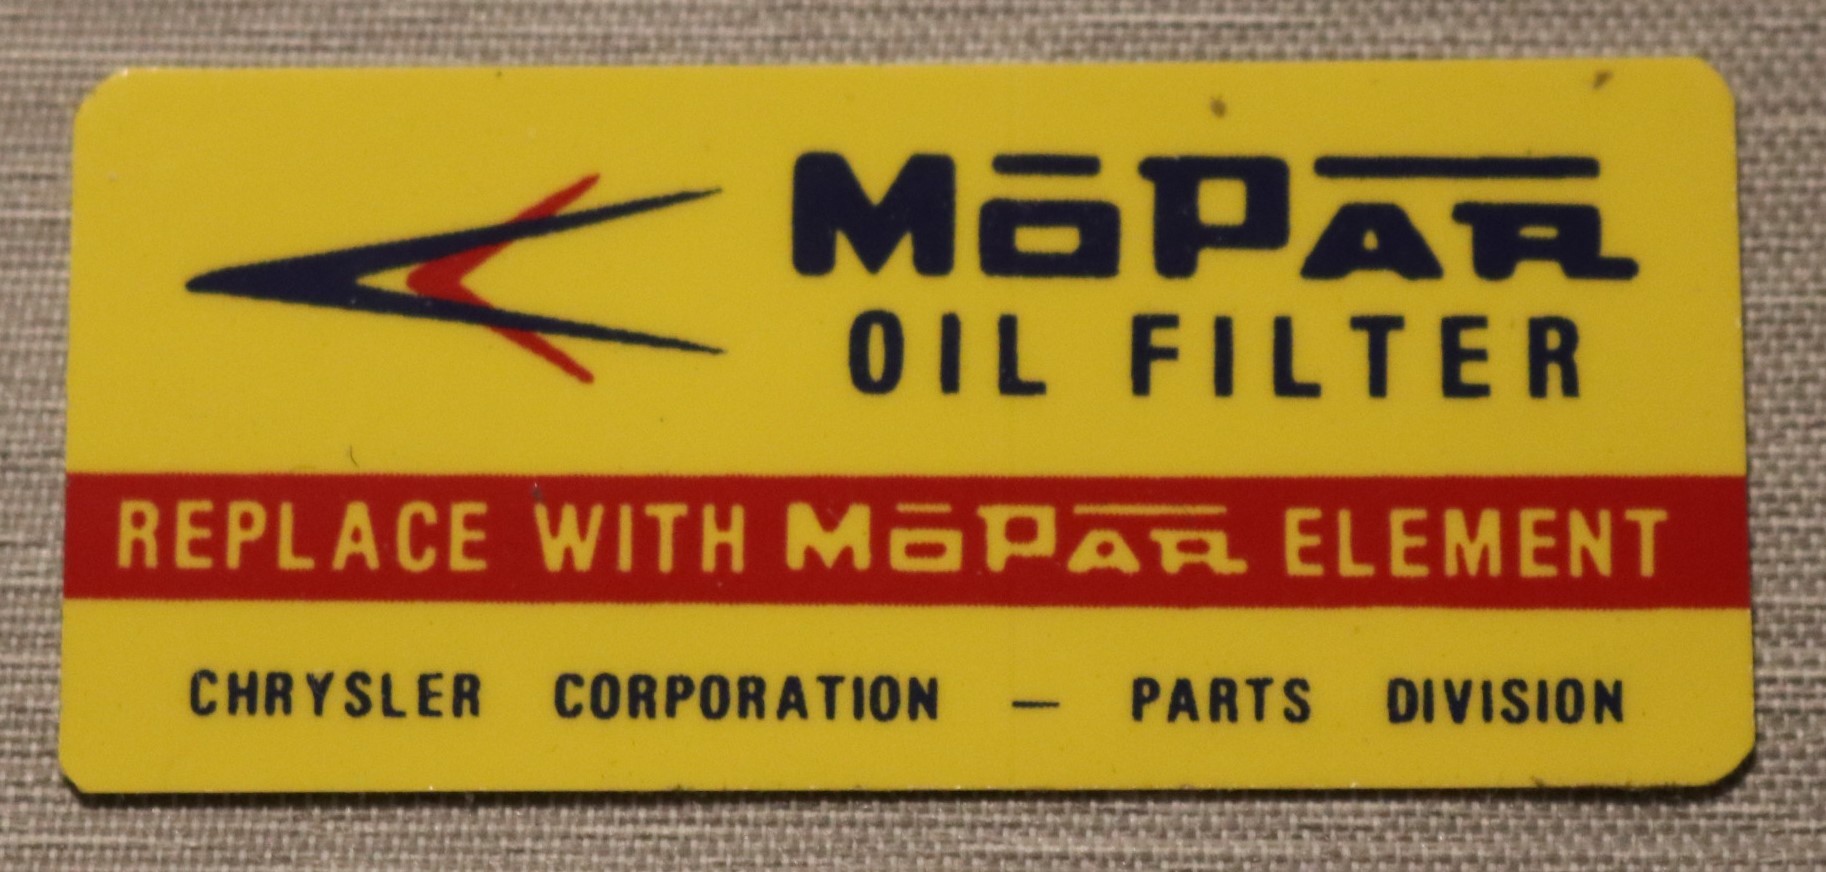 MoPAR
OIL FILTER
REPLACE WITH MoPAR ELEMENT
CHRYSLER CORPORATION — PARTS DIVISION